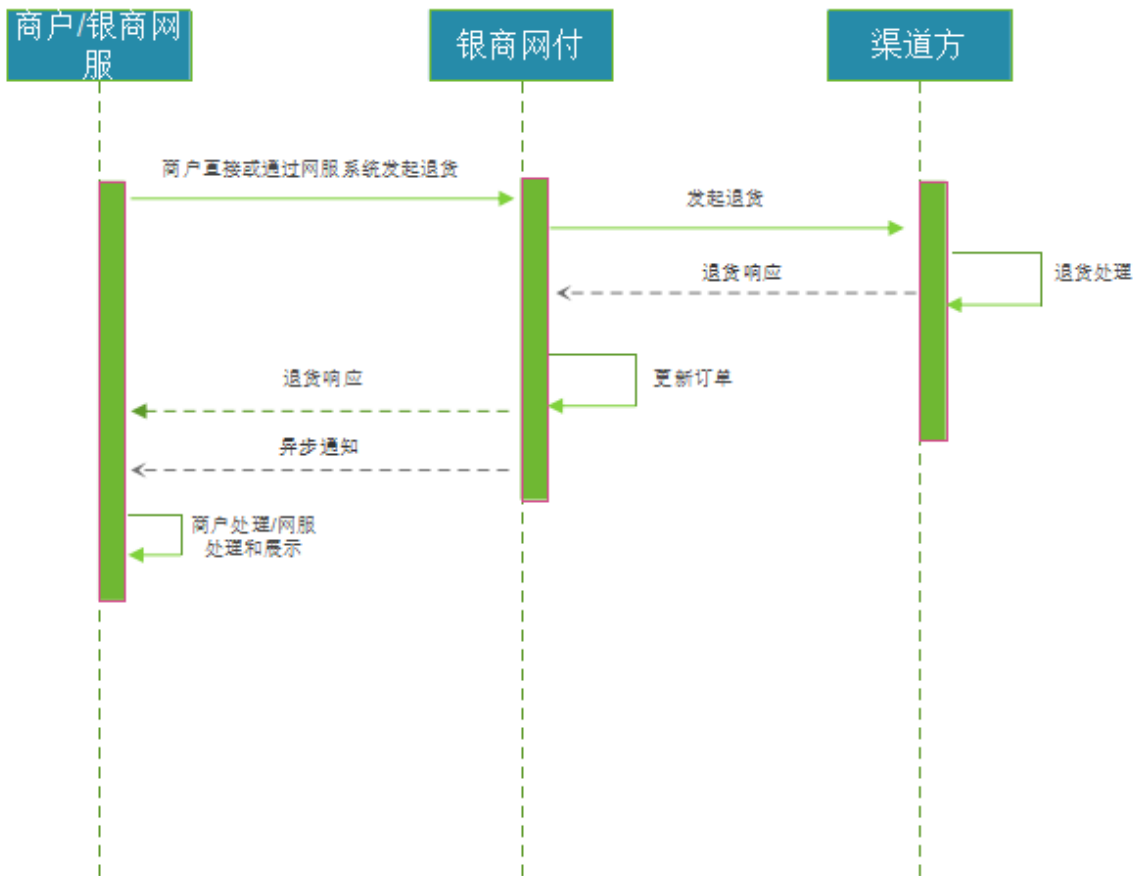 商户/银商网
服
银商网付
渠道方
商户直接或通过网服系统发起退货
发起退货
退货响应
退货处理
退货响应
更新订单
异步通知
商户处理/网服
处理和展示